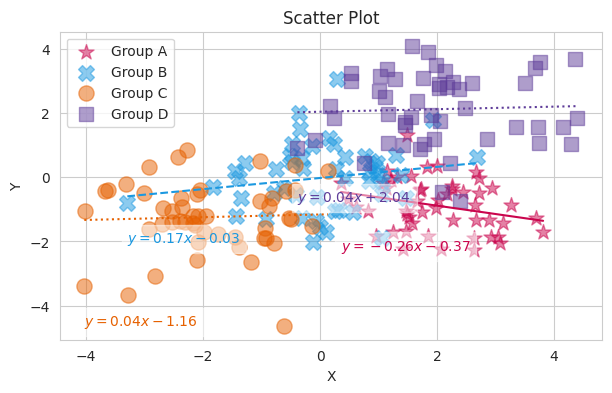 Scatter Plot
Group A
Group B
Group C
Group D
Y
4
2
0
−2
−4
y = 0.04x + 2.04
y = 0.17x − 0.03
y = −0.26x − 0.37
y = 0.04x − 1.16
−4
−2
0
2
4
X